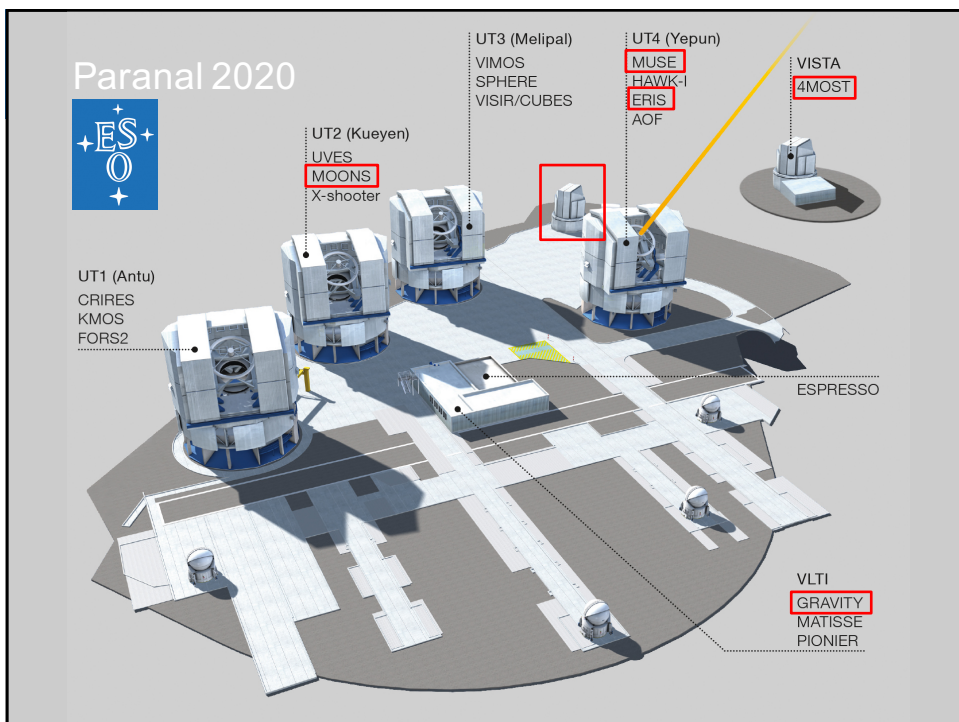 Paranal 2020
ESO
UT1 (Antu)
CRIRES
KMOS
FORS2
UT2 (Kueyen)
UVES
MOONS
X-shooter
UT3 (Melipal)
VIMOS
SPHERE
VISIR/CUBES
UT4 (Yepun)
MUSE
HAWK-I
ERIS
AOF
VISTA
4MOST
ESPRESSO
VLTI
GRAVITY
MATISSE
PIONIER